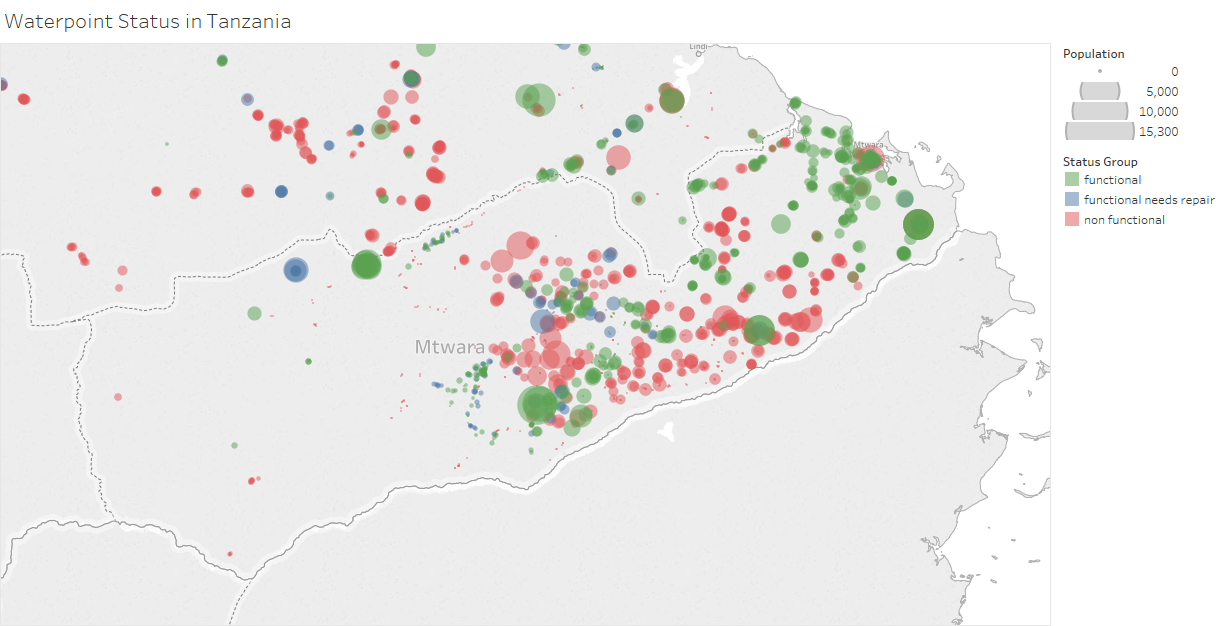 Waterpoint Status in Tanzania
Lindi
Mtwara
Mtwara
Population
0
5,000
10,000
15,300
Status Group
functional
functional needs repair
non functional